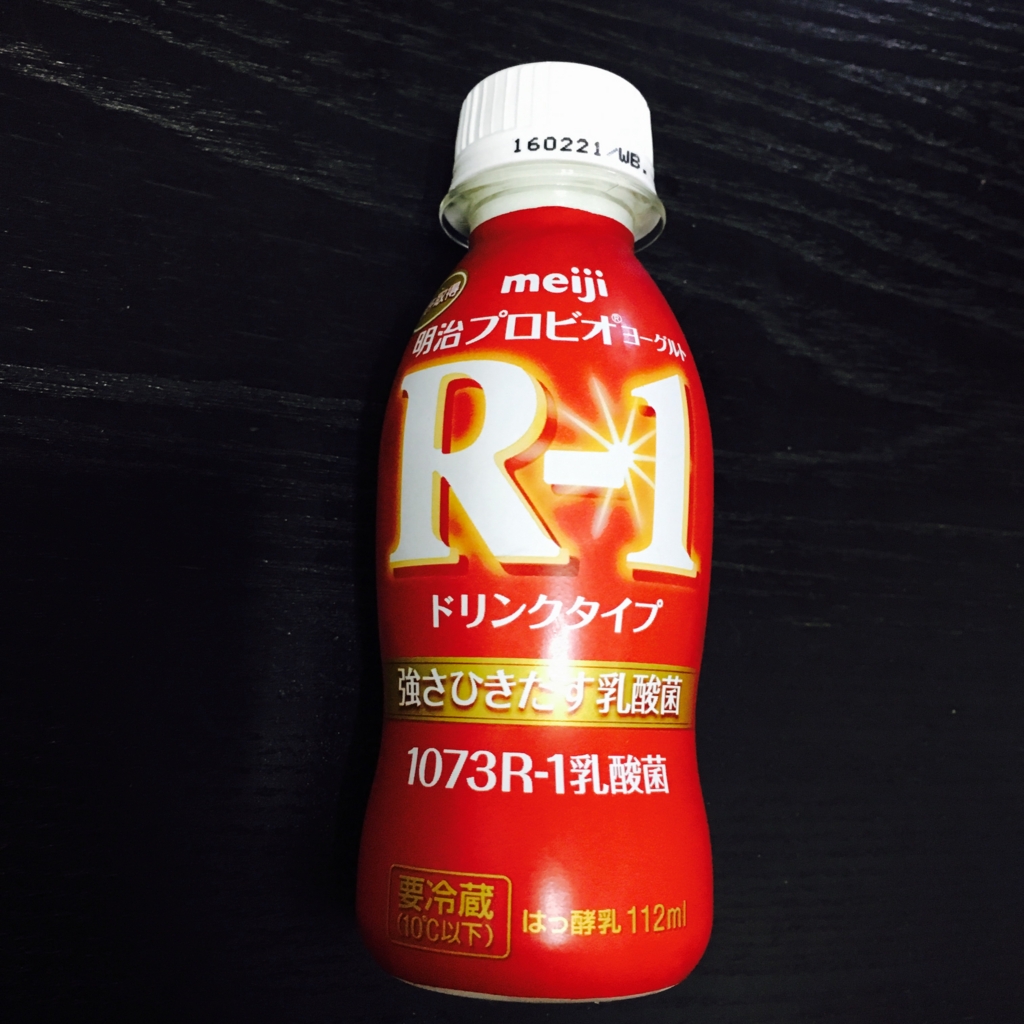 160221/WB.
meiji
明治プロビオ®ヨーグルト
R-1
ドリンクタイプ
強さひきだす乳酸菌
1073R-1乳酸菌
要冷蔵
(10℃以下)
はっ酵乳 112ml